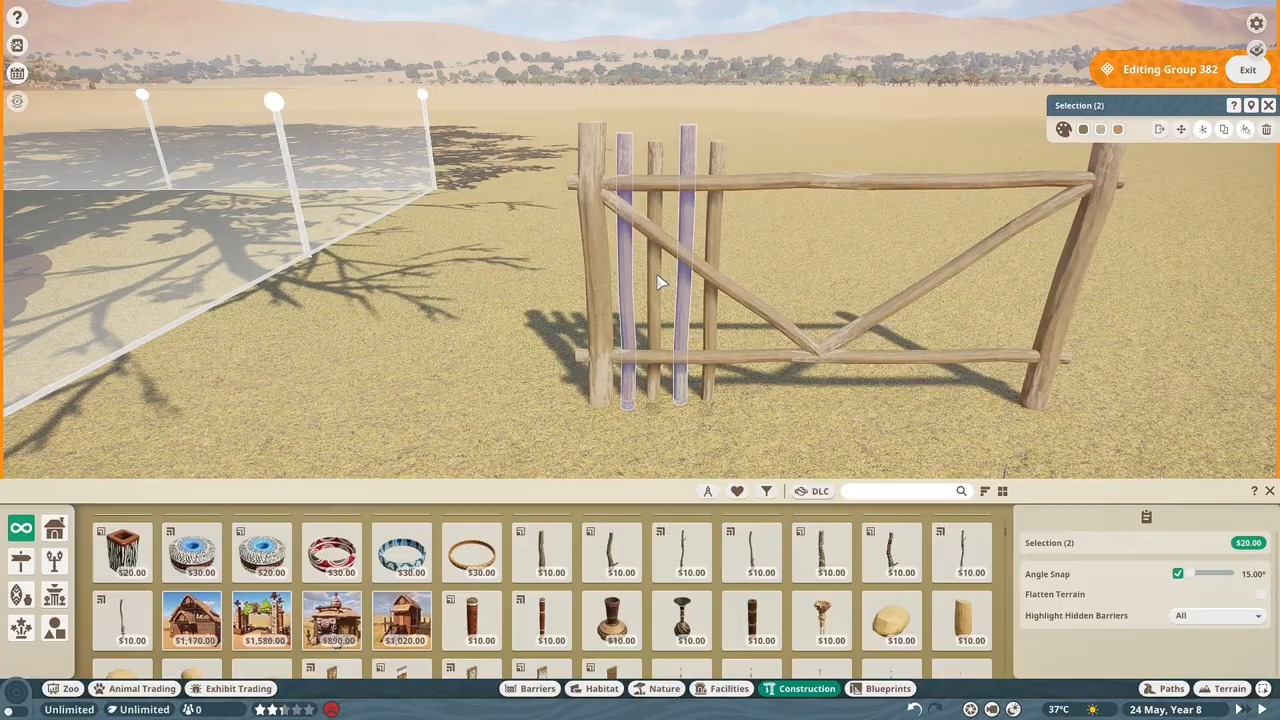 ?
Editing Group 382
Exit
Selection (2)
?
DLC
?
$20.00 $30.00 $20.00 $30.00 $30.00 $30.00 $10.00 $10.00 $10.00 $10.00 $10.00 $10.00 $10.00
$10.00 $1,170.00 $1,580.00 $890.00 $1,020.00 $10.00 $10.00 $10.00 $10.00 $10.00 $10.00 $10.00 $10.00
Selection (2) $20.00
Angle Snap 15.00°
Flatten Terrain
Highlight Hidden Barriers All
Zoo Animal Trading Exhibit Trading Barriers Habitat Nature Facilities Construction Blueprints Paths Terrain
Unlimited Unlimited 0 37°C 24 May, Year 8